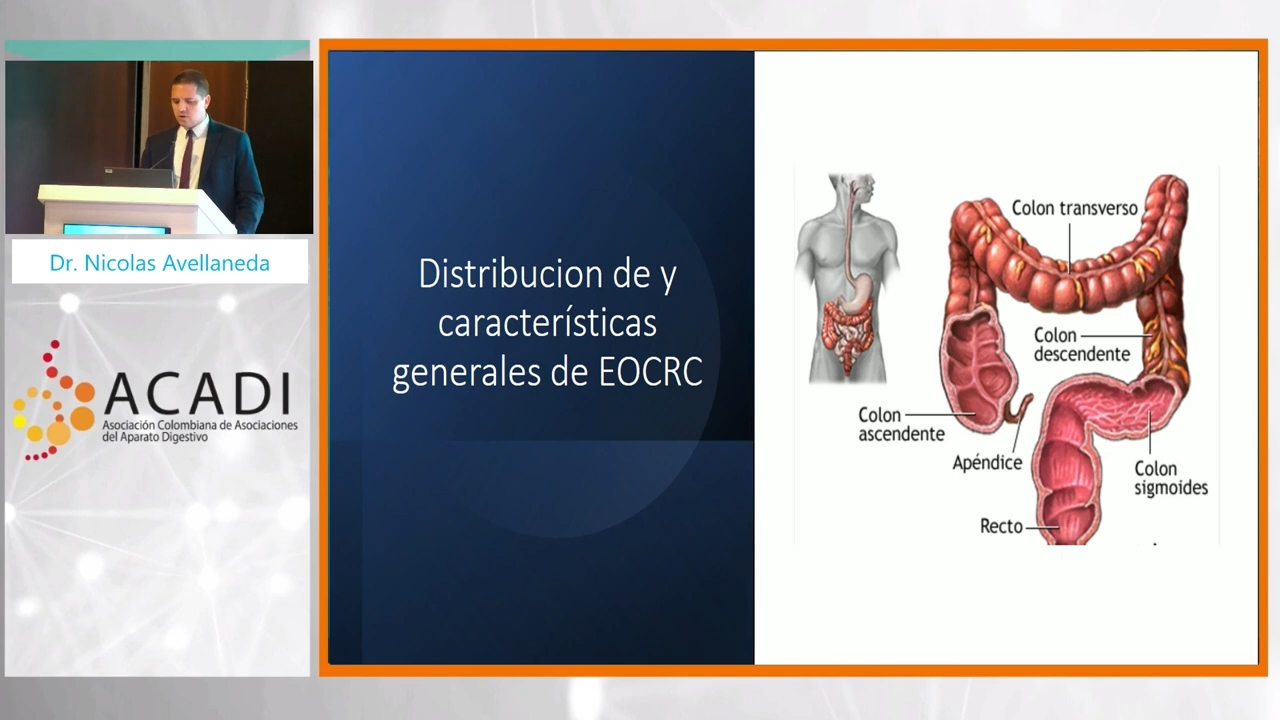 Dr. Nicolas Avellaneda
ACADI
Asociación Colombiana de Asociaciones
del Aparato Digestivo
Distribucion de y
características
generales de EOCRC
Colon transverso
Colon
descendente
Colon
ascendente
Apéndice
Colon
sigmoides
Recto